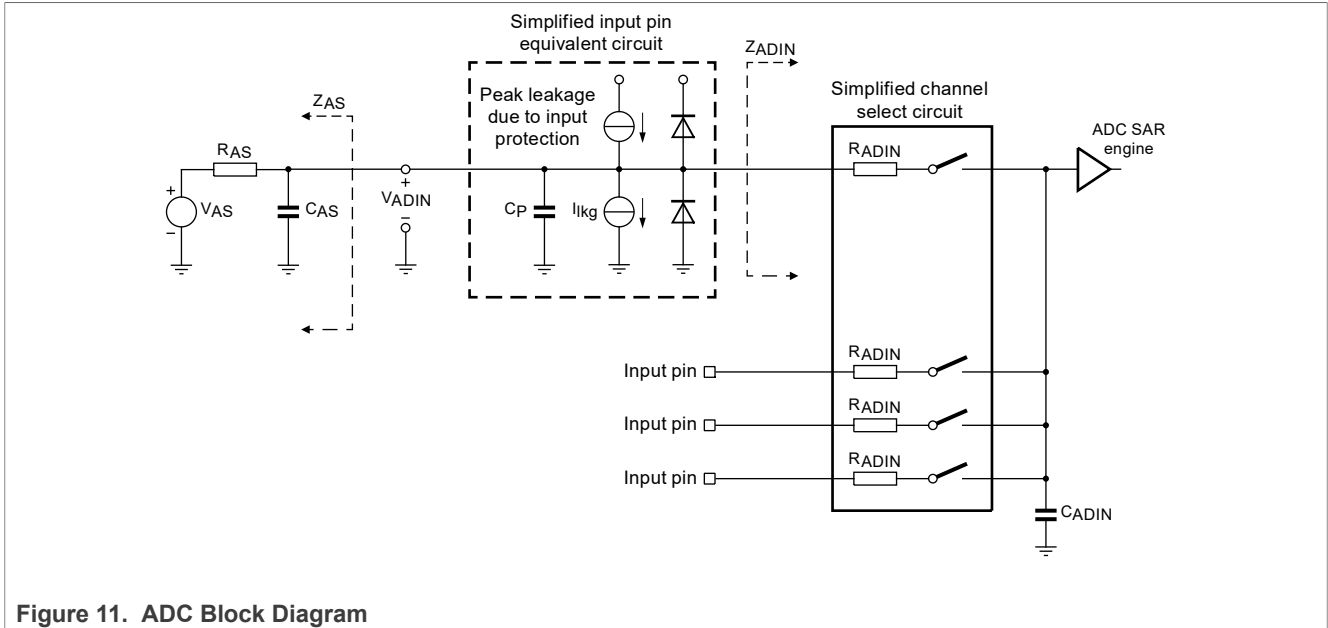 Simplified input pin
equivalent circuit
ZADIN
Peak leakage
due to input
protection
Simplified channel
select circuit
ZAS
ADC SAR
engine
RAS
RADIN
+
VAS
−
CAS
+
VADIN
−
CP
Ilkg
Input pin
RADIN
Input pin
RADIN
Input pin
RADIN
CADIN
Figure 11. ADC Block Diagram